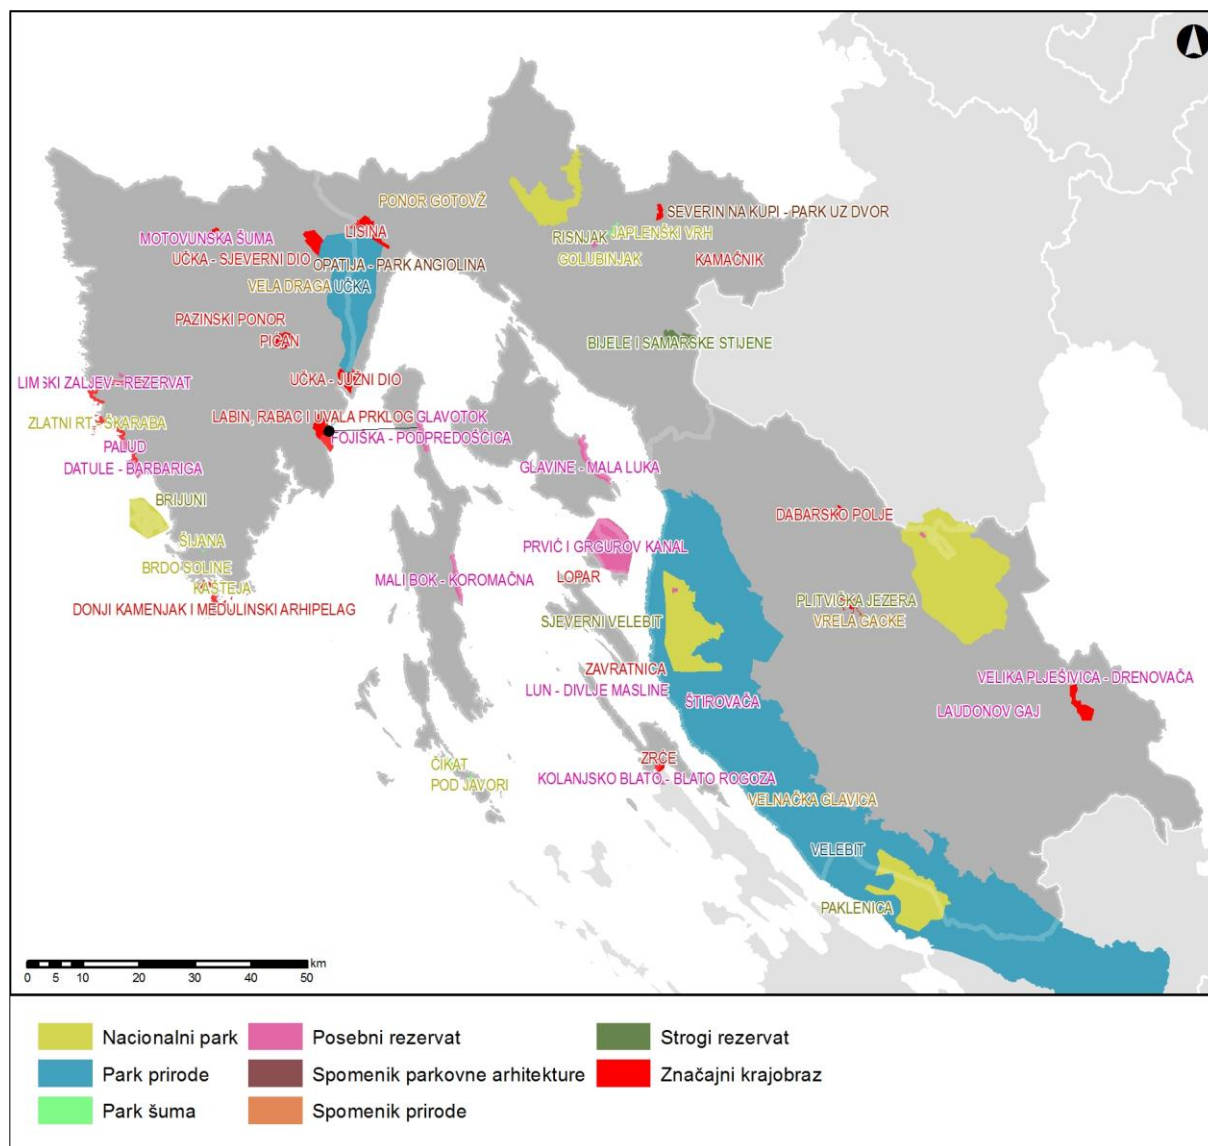 PONOR GOTOVŽ
SEVERIN NA KUPI - PARK UZ DVOR
LISINA
MOTOVUNSKA ŠUMA
RISNJAK
JAPLENŠKI VRH
UČKA - SJEVERNI DIO
GOLUBINJAK
KAMAČNIK
OPATIJA - PARK ANGIOLINA
VELA DRAGA
UČKA
PAZINSKI PONOR
PIĆAN
BIJELE I SAMARSKE STIJENE
LIMSKI ZALJEV - REZERVAT
UČKA - JUŽNI DIO
ZLATNI RT - ŠKARABA
LABIN, RABAC I UVALA PRKLOG
GLAVOTOK
FOJIŠKA - PODPREDOŠĆICA
PALUD
DATULE - BARBARIGA
GLAVINE - MALA LUKA
BRIJUNI
DABARSKO POLJE
ŠIJANA
PRVIĆ I GRGUROV KANAL
BRDO SOLINE
KAŠTEJA
MALI BOK - KOROMAČNA
LOPAR
DONJI KAMENJAK I MEDULINSKI ARHIPELAG
PLITVIČKA JEZERA
VRELA GACKE
SJEVERNI VELEBIT
ZAVRATNICA
VELIKA PLJEŠIVICA - DRENOVAČA
LUN - DIVLJE MASLINE
ŠTIROVAČA
LAUDONOV GAJ
ZRĆE
ČIKAT
KOLANJSKO BLATO - BLATO ROGOZA
POD JAVORI
VELNAČKA GLAVICA
VELEBIT
PAKLENICA
km
0 5 10 20 30 40 50
Nacionalni park
Posebni rezervat
Strogi rezervat
Park prirode
Spomenik parkovne arhitekture
Značajni krajobraz
Park šuma
Spomenik prirode